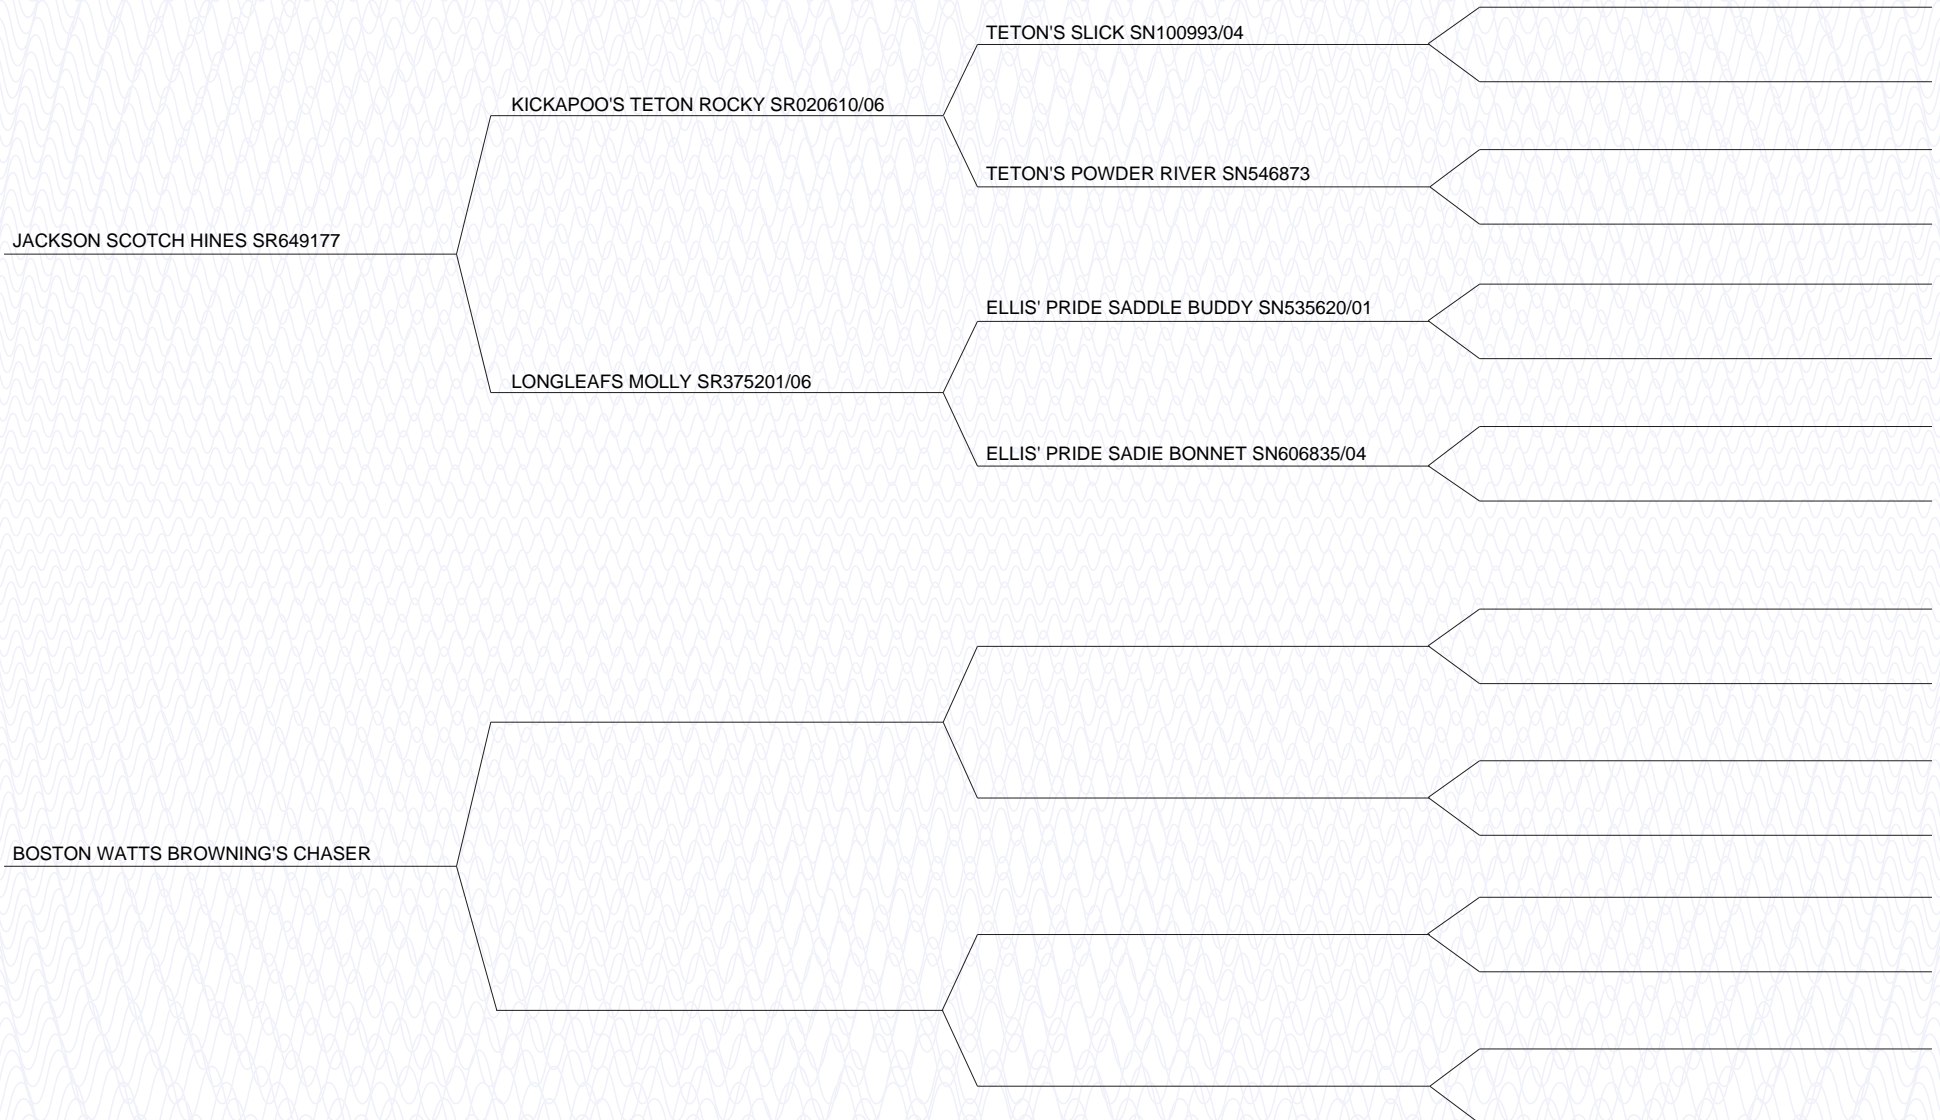 TETON'S SLICK SN100993/04
KICKAPOO'S TETON ROCKY SR020610/06
TETON'S POWDER RIVER SN546873
JACKSON SCOTCH HINES SR649177
ELLIS' PRIDE SADDLE BUDDY SN535620/01
LONGLEAFS MOLLY SR375201/06
ELLIS' PRIDE SADIE BONNET SN606835/04
BOSTON WATTS BROWNING'S CHASER